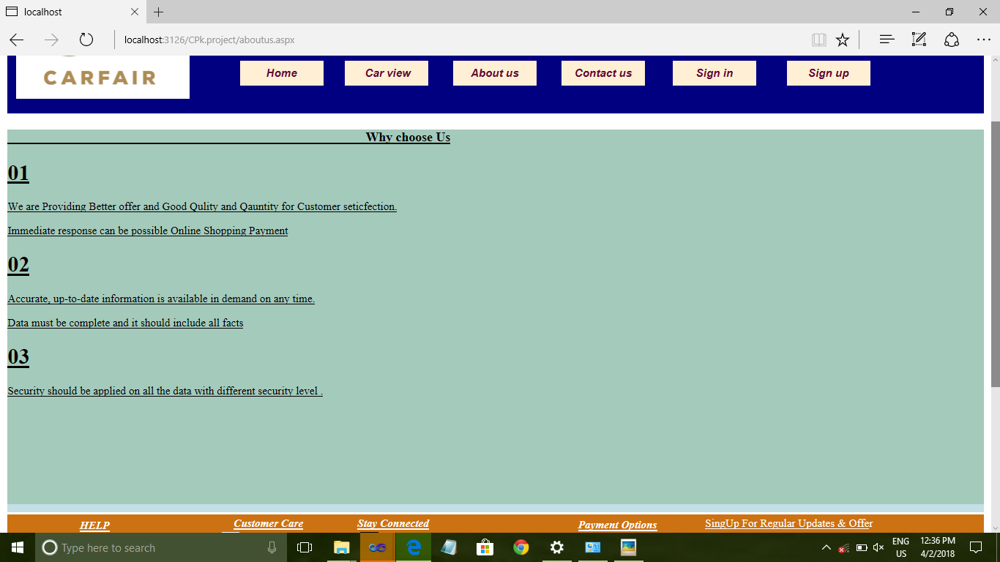 localhost
localhost:3126/CPk.project/aboutus.aspx
CARFAIR
Home Car view About us Contact us Sign in Sign up
Why choose Us
01
We are Providing Better offer and Good Qulity and Qauntity for Customer seticfection.
Immediate response can be possible Online Shopping Payment
02
Accurate, up-to-date information is available in demand on any time.
Data must be complete and it should include all facts
03
Security should be applied on all the data with different security level .
HELP Customer Care Stay Connected Payment Options SingUp For Regular Updates & Offer
Type here to search
ENG 12:36 PM
US 4/2/2018